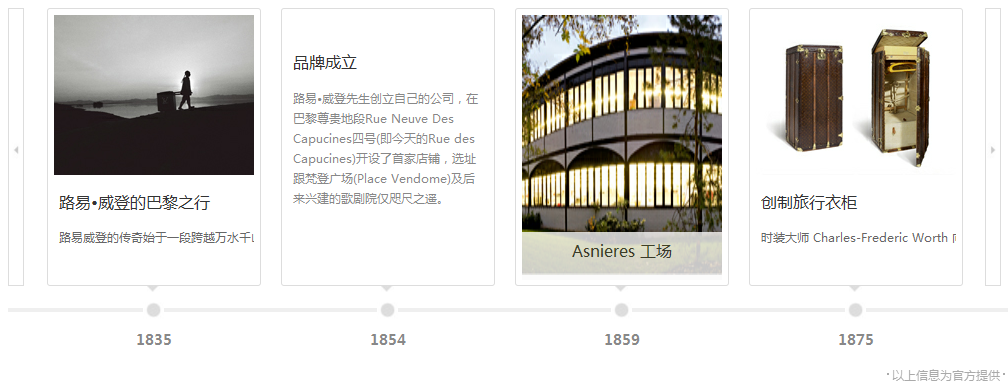 路易•威登的巴黎之行
路易威登的传奇始于一段跨越万水千山
品牌成立
路易•威登先生创立自己的公司，在
巴黎尊贵地段Rue Neuve Des
Capucines四号(即今天的Rue des
Capucines)开设了首家店铺，选址
跟梵登广场(Place Vendome)及后
来兴建的歌剧院仅咫尺之遥。
Asnieres 工场
创制旅行衣柜
时装大师 Charles-Frederic Worth
1835
1854
1859
1875
·以上信息为官方提供·